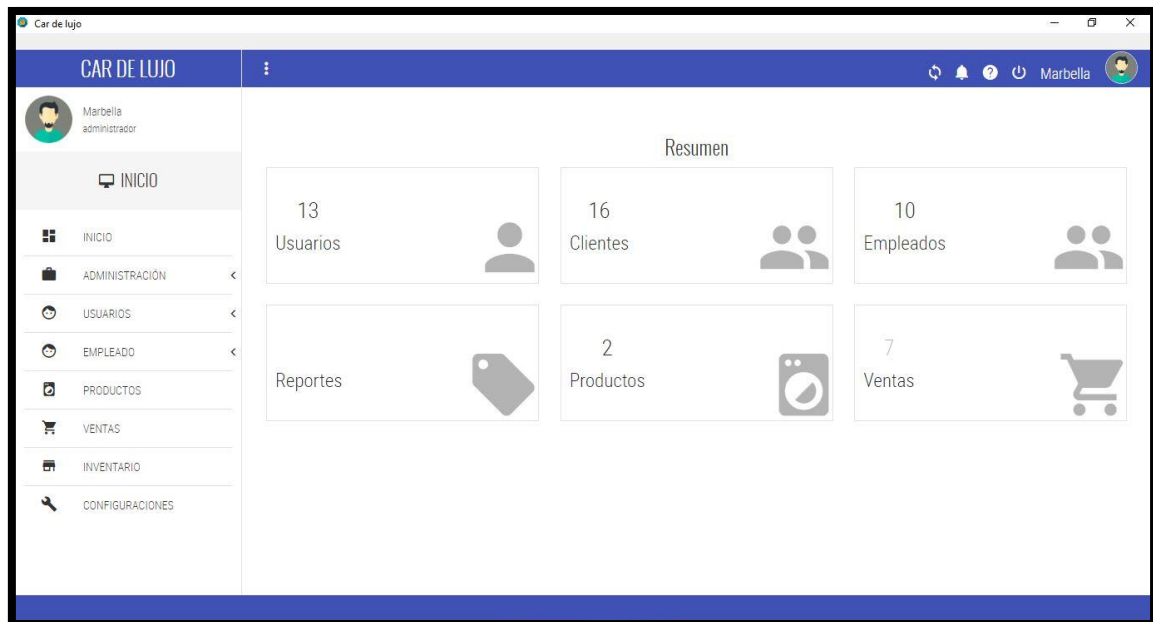 Car de lujo
CAR DE LUJO
Marbella
Marbella
administrador
INICIO
INICIO
ADMINISTRACIÓN
USUARIOS
EMPLEADO
PRODUCTOS
VENTAS
INVENTARIO
CONFIGURACIONES
Resumen
13
Usuarios
16
Clientes
10
Empleados
Reportes
2
Productos
7
Ventas